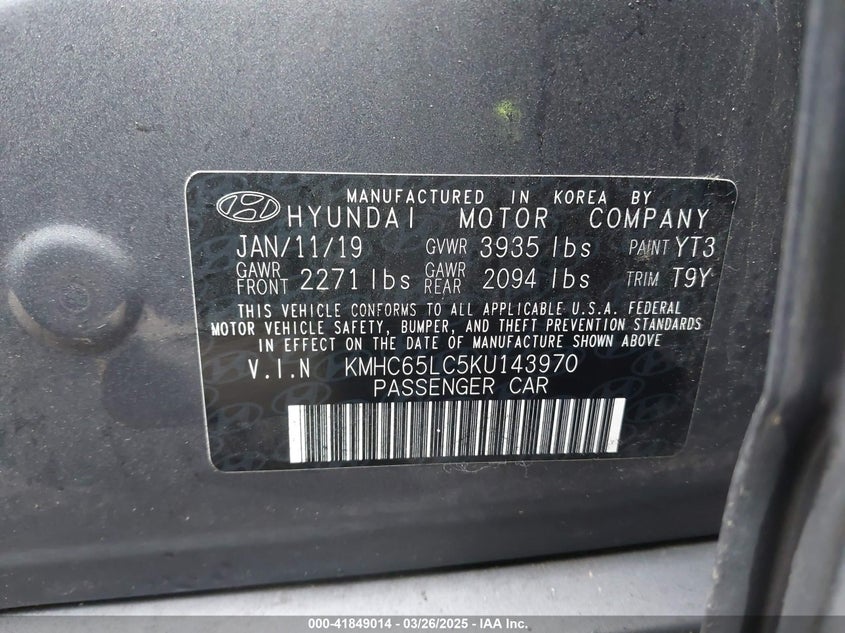 MANUFACTURED IN KOREA BY
HYUNDAI MOTOR COMPANY
JAN/11/19 GVWR 3935 lbs PAINT YT3
GAWR FRONT 2271 lbs GAWR REAR 2094 lbs TRIM T9Y
THIS VEHICLE CONFORMS TO ALL APPLICABLE U.S.A. FEDERAL
MOTOR VEHICLE SAFETY, BUMPER, AND THEFT PREVENTION STANDARDS
IN EFFECT ON THE DATE OF MANUFACTURE SHOWN ABOVE
V.I.N KMHC65LC5KU143970
PASSENGER CAR
000-41849014 - 03/26/2025 - IAA Inc.